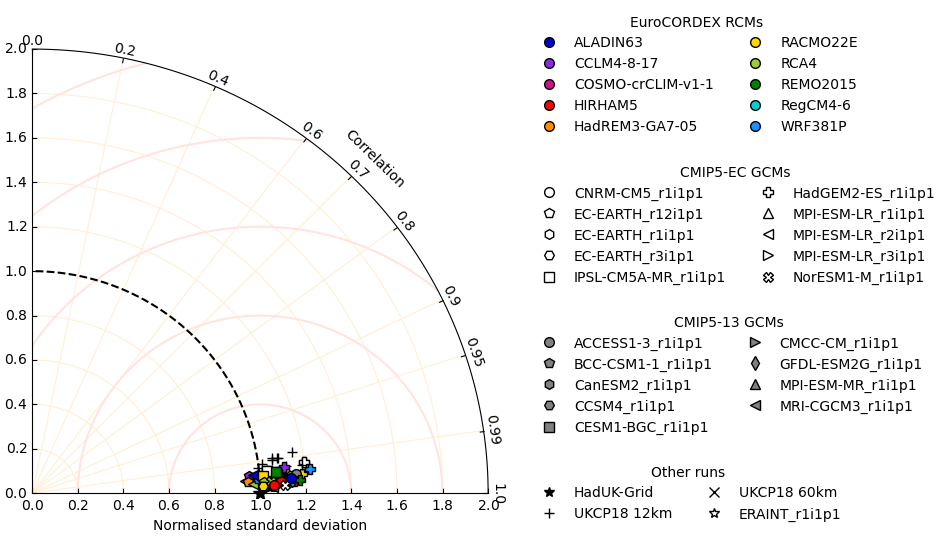 0.0
0.2
0.4
0.6
Correlation
0.7
0.8
0.9
0.95
0.99
1.0
2.0
1.8
1.6
1.4
1.2
1.0
0.8
0.6
0.4
0.2
0.0
0.0 0.2 0.4 0.6 0.8 1.0 1.2 1.4 1.6 1.8 2.0
Normalised standard deviation
EuroCORDEX RCMs
ALADIN63 RACMO22E
CCLM4-8-17 RCA4
COSMO-crCLIM-v1-1 REMO2015
HIRHAM5 RegCM4-6
HadREM3-GA7-05 WRF381P
CMIP5-EC GCMs
CNRM-CM5_r1i1p1 HadGEM2-ES_r1i1p1
EC-EARTH_r12i1p1 MPI-ESM-LR_r1i1p1
EC-EARTH_r1i1p1 MPI-ESM-LR_r2i1p1
EC-EARTH_r3i1p1 MPI-ESM-LR_r3i1p1
IPSL-CM5A-MR_r1i1p1 NorESM1-M_r1i1p1
CMIP5-13 GCMs
ACCESS1-3_r1i1p1 CMCC-CM_r1i1p1
BCC-CSM1-1_r1i1p1 GFDL-ESM2G_r1i1p1
CanESM2_r1i1p1 MPI-ESM-MR_r1i1p1
CCSM4_r1i1p1 MRI-CGCM3_r1i1p1
CESM1-BGC_r1i1p1
Other runs
HadUK-Grid UKCP18 60km
UKCP18 12km ERAINT_r1i1p1